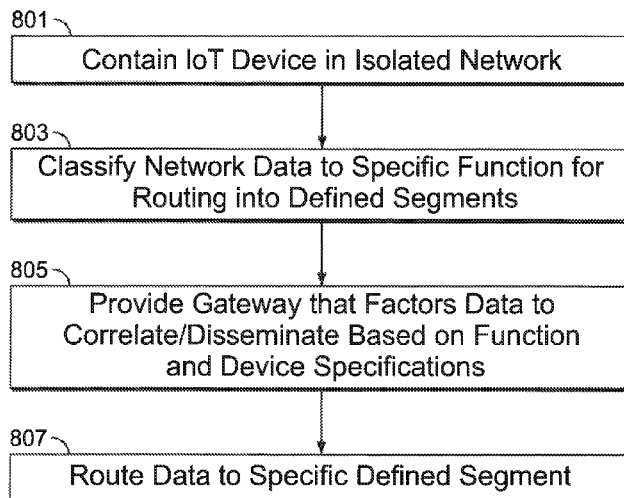 801
Contain IoT Device in Isolated Network
803
Classify Network Data to Specific Function for
Routing into Defined Segments
805
Provide Gateway that Factors Data to
Correlate/Disseminate Based on Function
and Device Specifications
807
Route Data to Specific Defined Segment